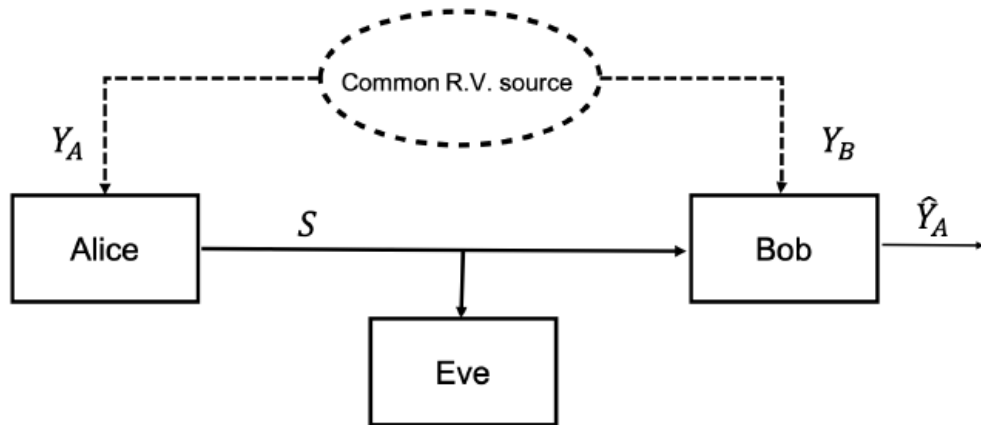 Common R.V. source
Y_A
Y_B
Alice
S
Bob
Ŷ_A
Eve